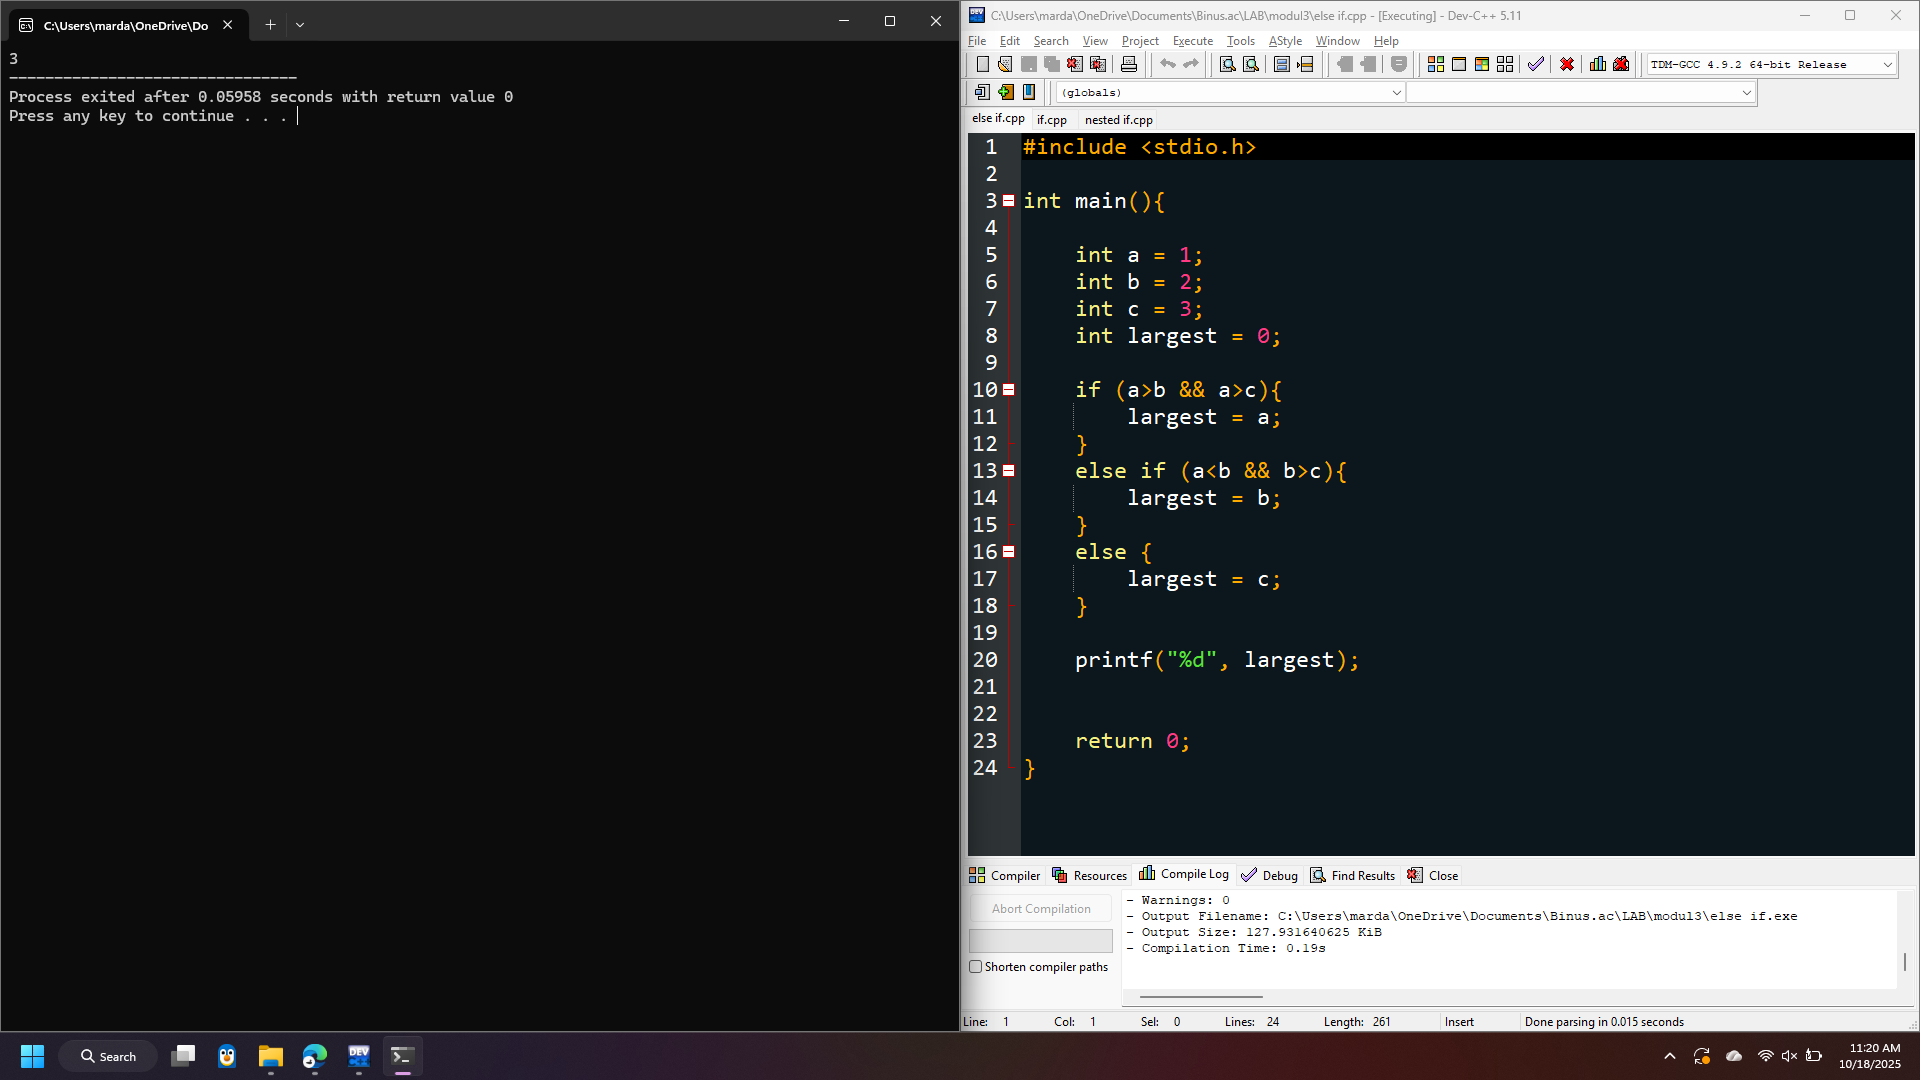 C:\Users\marda\OneDrive\Do
3
--------------------------------
Process exited after 0.05958 seconds with return value 0
Press any key to continue . . .
C:\Users\marda\OneDrive\Documents\Binus.ac\LAB\modul3\else if.cpp - [Executing] - Dev-C++ 5.11
File Edit Search View Project Execute Tools AStyle Window Help
TDM-GCC 4.9.2 64-bit Release
(globals)
else if.cpp if.cpp nested if.cpp
1 #include <stdio.h>
2
3 int main(){
4
5 int a = 1;
6 int b = 2;
7 int c = 3;
8 int largest = 0;
9
10 if (a>b && a>c){
11 largest = a;
12 }
13 else if (a<b && b>c){
14 largest = b;
15 }
16 else {
17 largest = c;
18 }
19
20 printf("%d", largest);
21
22
23 return 0;
24 }
Compiler Resources Compile Log Debug Find Results Close
Abort Compilation
Shorten compiler paths
- Warnings: 0
- Output Filename: C:\Users\marda\OneDrive\Documents\Binus.ac\LAB\modul3\else if.exe
- Output Size: 127.931640625 KiB
- Compilation Time: 0.19s
Line: 1 Col: 1 Sel: 0 Lines: 24 Length: 261 Insert Done parsing in 0.015 seconds
Search
DEV
11:20 AM
10/18/2025